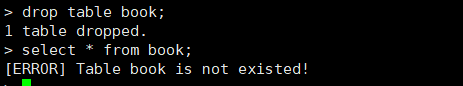 > drop table book;
1 table dropped.
> select * from book;
[ERROR] Table book is not existed!
>